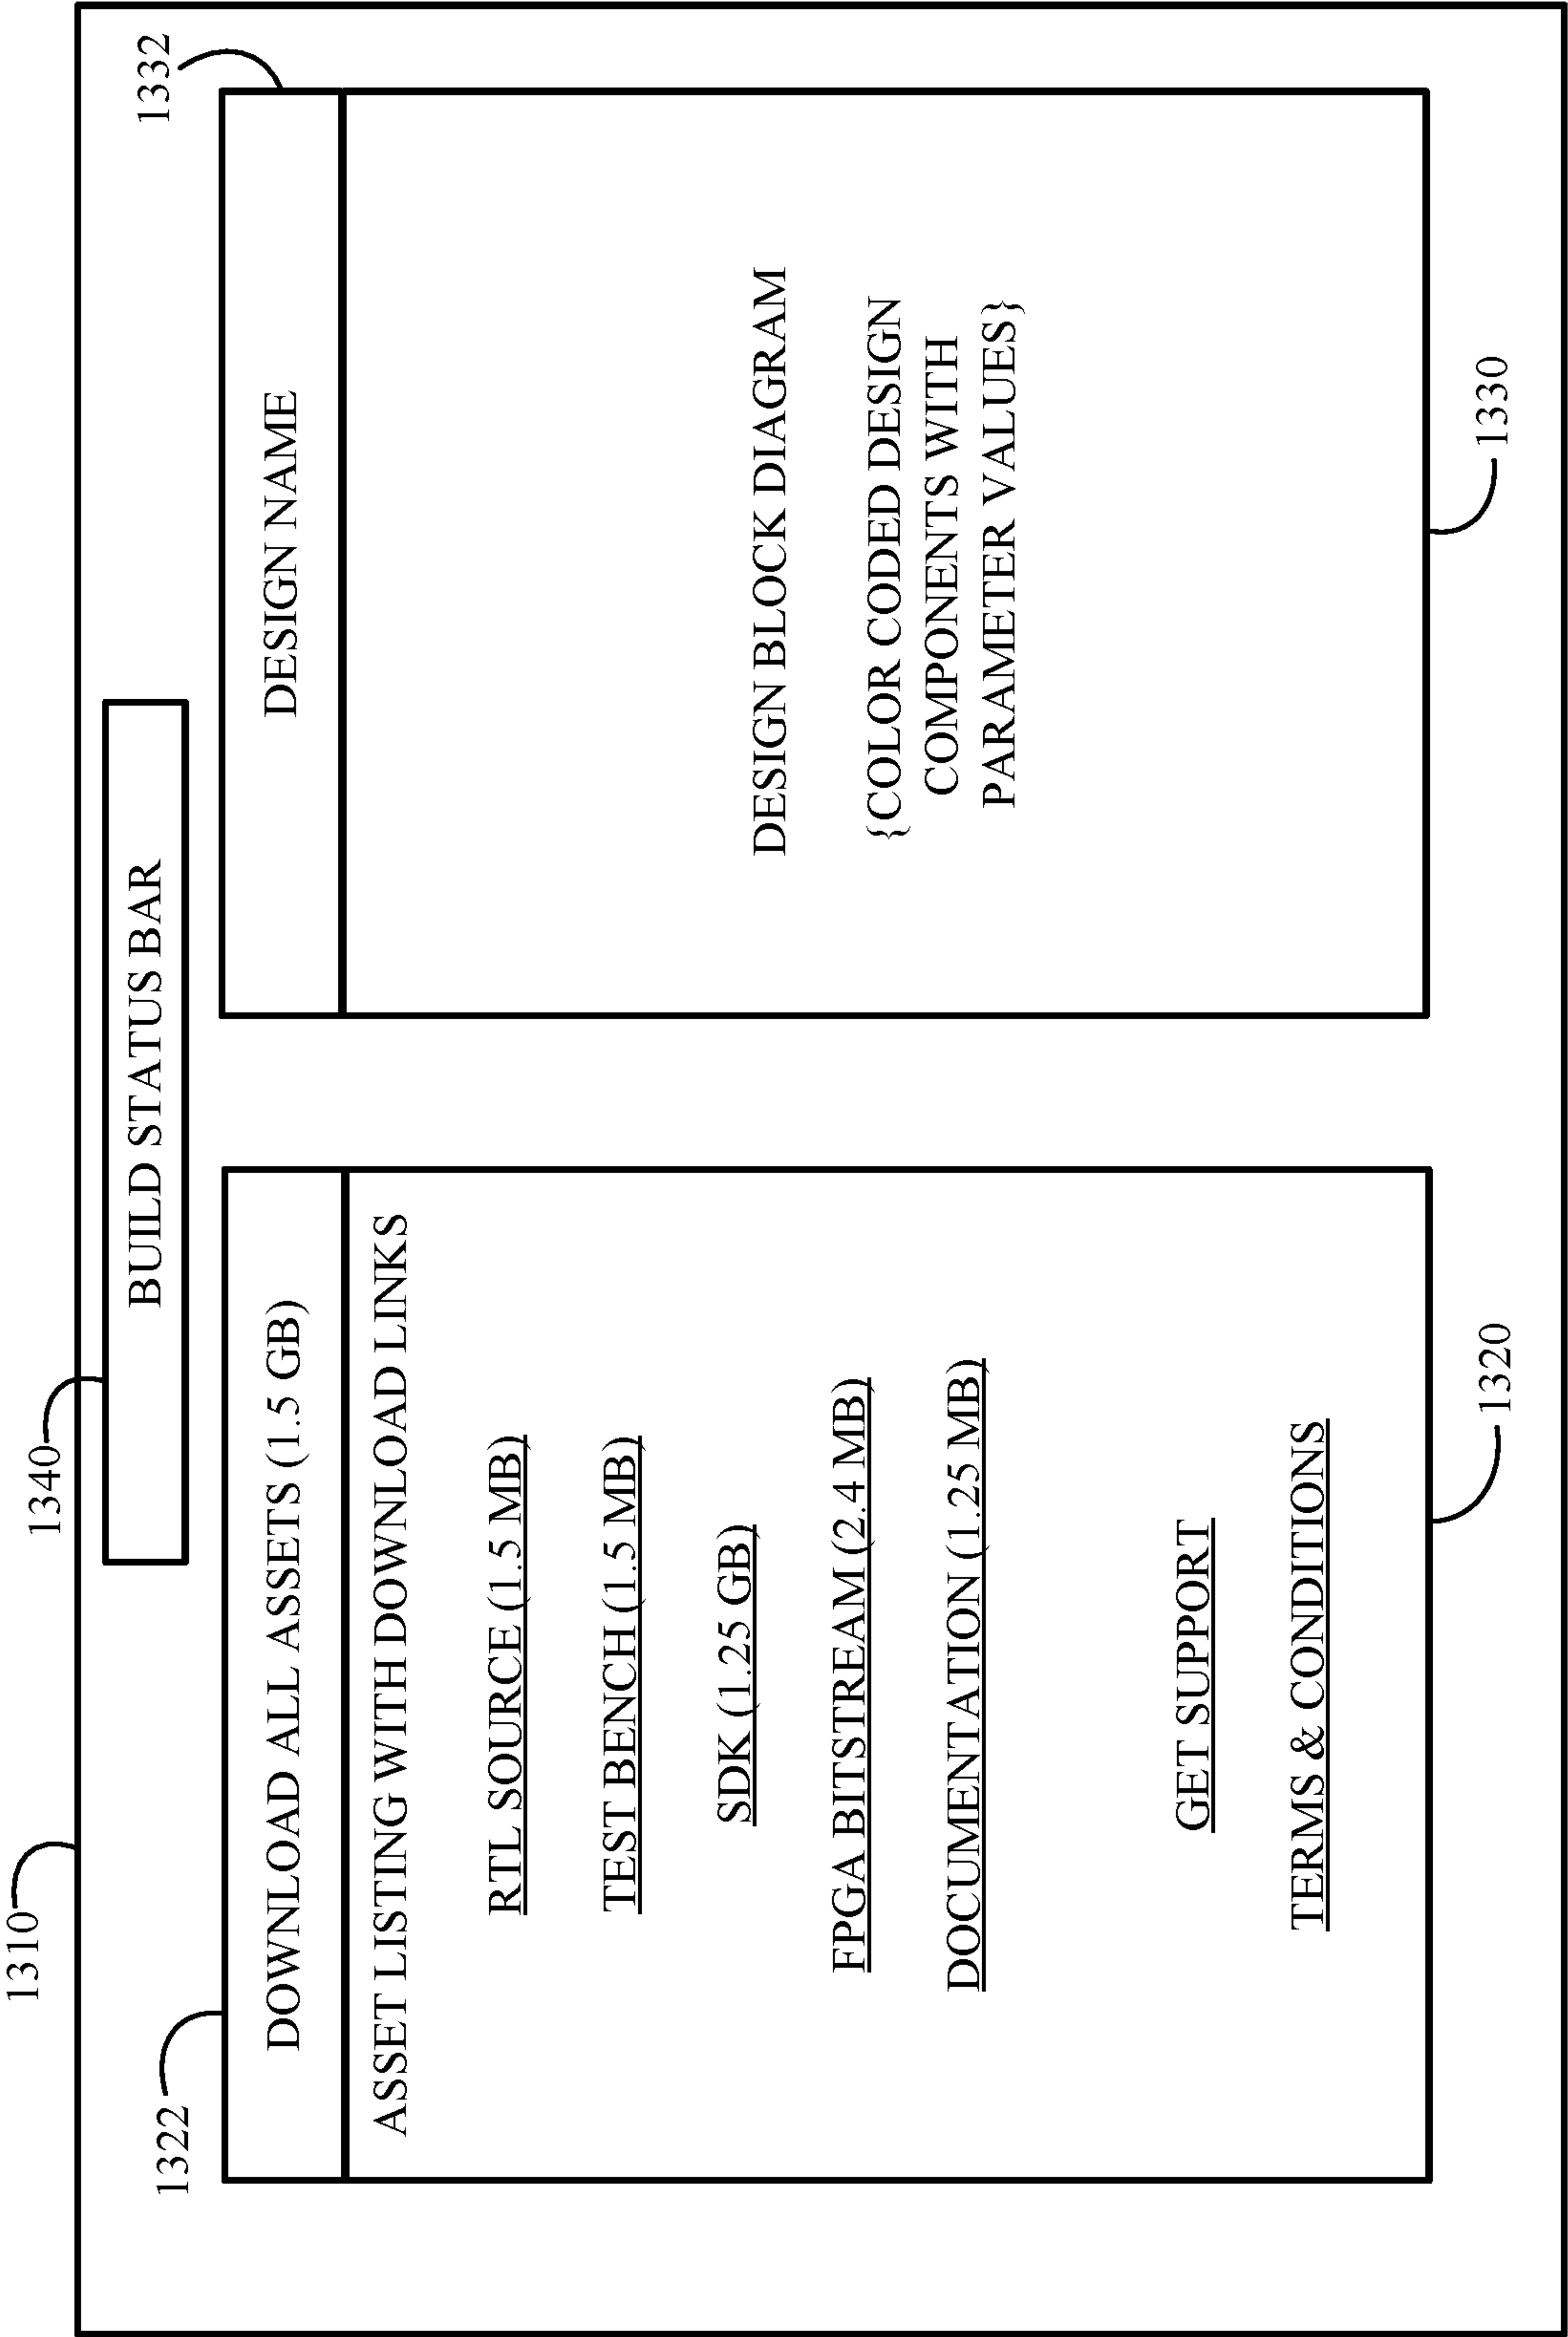 1310
1340
BUILD STATUS BAR
1322
1332
DOWNLOAD ALL ASSETS (1.5 GB)
ASSET LISTING WITH DOWNLOAD LINKS
RTL SOURCE (1.5 MB)
TEST BENCH (1.5 MB)
SDK (1.25 GB)
FPGA BITSTREAM (2.4 MB)
DOCUMENTATION (1.25 MB)
GET SUPPORT
TERMS & CONDITIONS
1320
DESIGN NAME
DESIGN BLOCK DIAGRAM
{COLOR CODED DESIGN
COMPONENTS WITH
PARAMETER VALUES}
1330